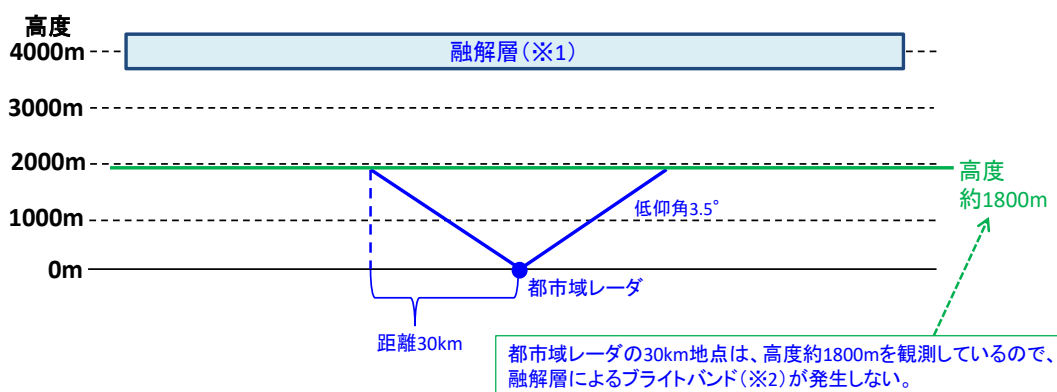 高度
4000m
融解層(※1)
3000m
2000m
高度
約1800m
1000m
低仰角3.5°
0m
都市域レーダ
距離30km
都市域レーダの30km地点は、高度約1800mを観測しているので、
融解層によるブライトバンド(※2)が発生しない。